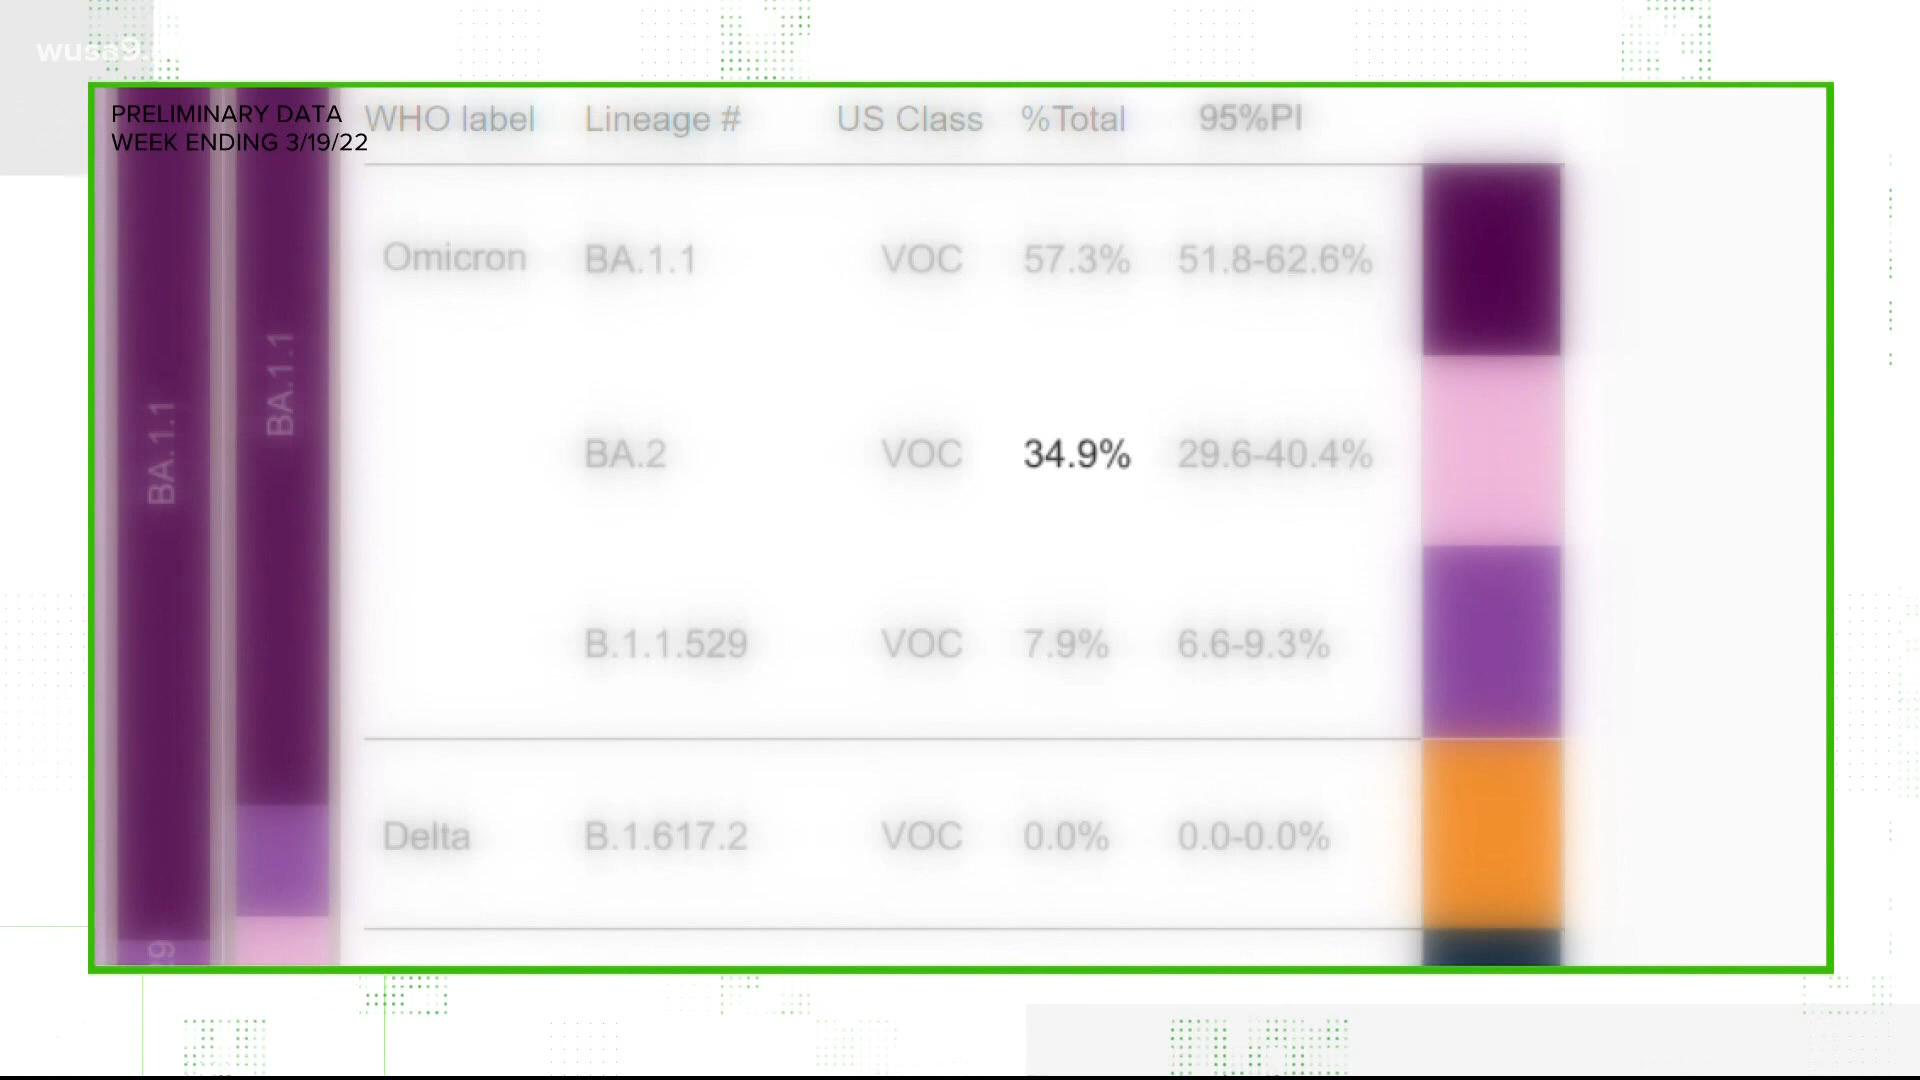 wusa9.
PRELIMINARY DATA
WEEK ENDING 3/19/22
WHO label Lineage # US Class %Total 95%PI
Omicron BA.1.1 VOC 57.3% 51.8-62.6%
BA.2 VOC 34.9% 29.6-40.4%
B.1.1.529 VOC 7.9% 6.6-9.3%
Delta B.1.617.2 VOC 0.0% 0.0-0.0%
BA.1.1
BA.1.1
29